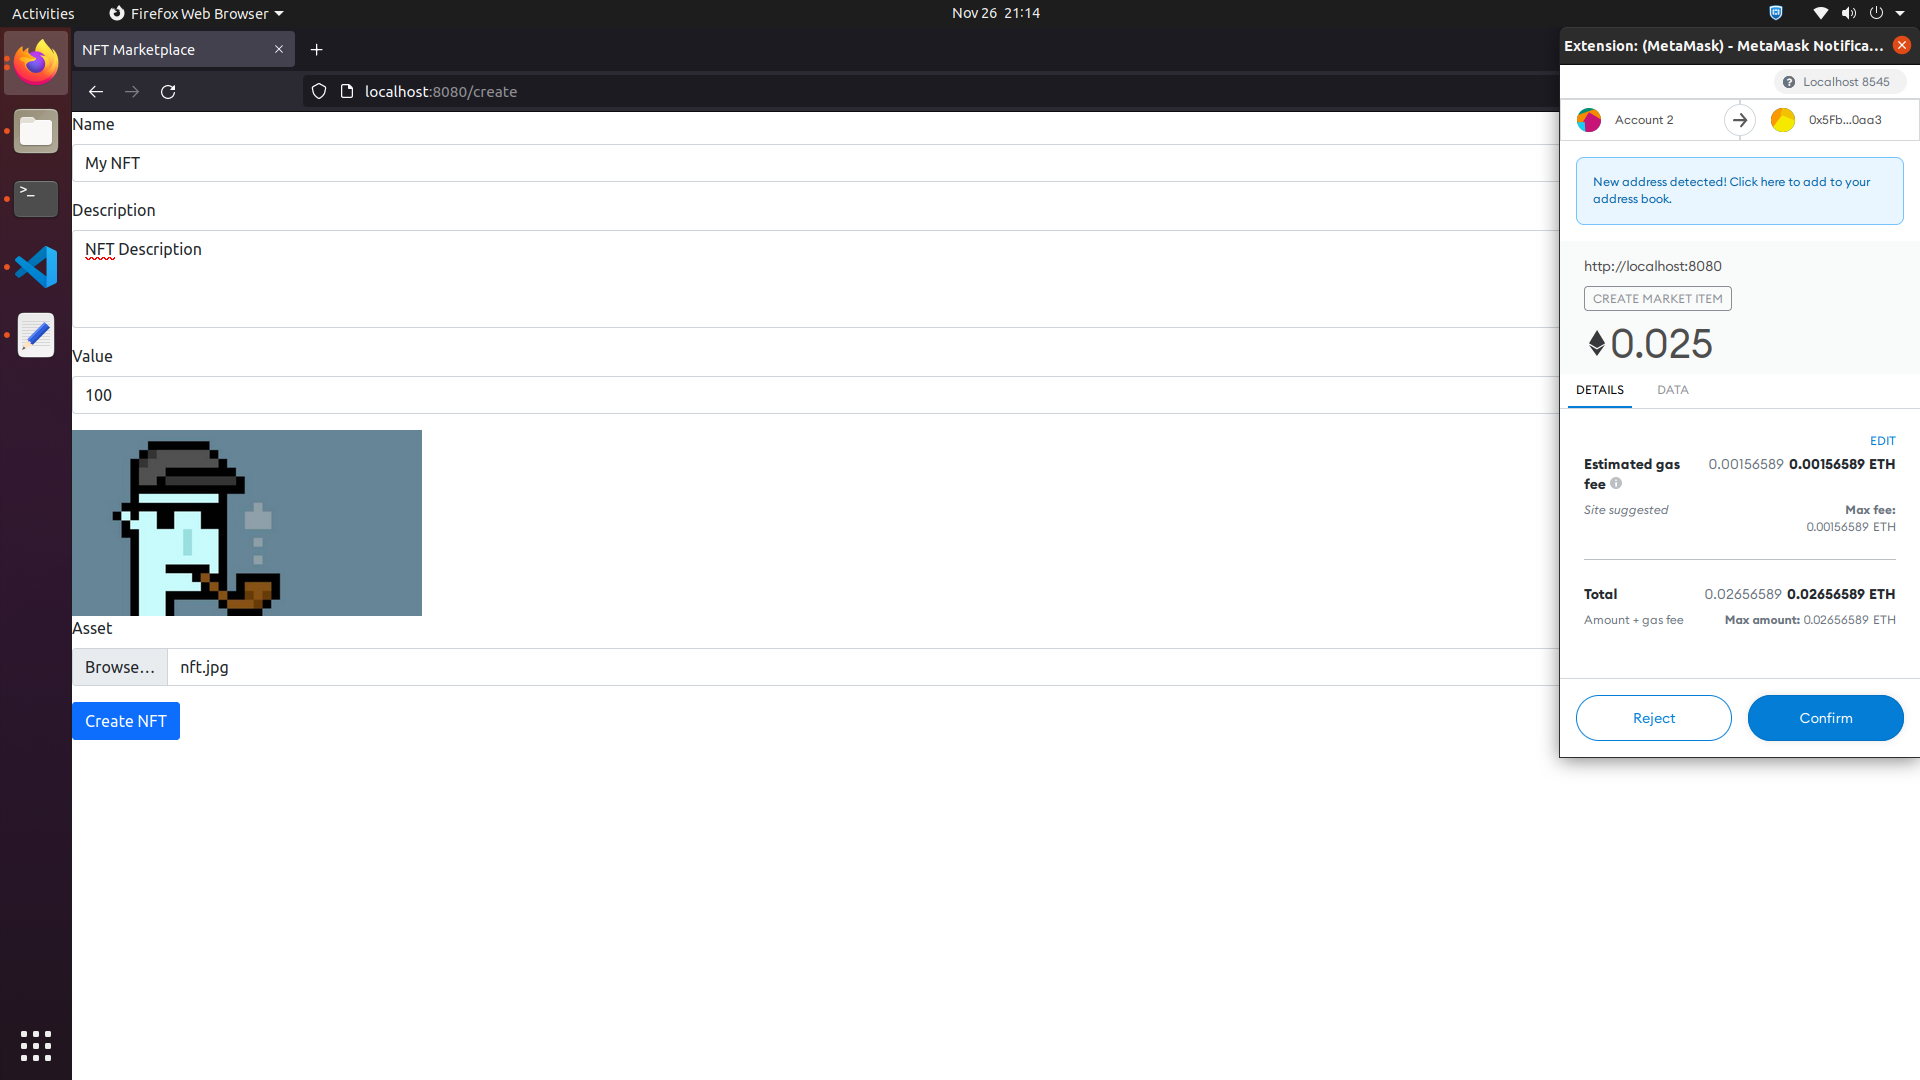 Activities
Firefox Web Browser
Nov 26 21:14
NFT Marketplace
localhost:8080/create
Name
My NFT
Description
NFT Description
Value
100
Asset
Browse...
nft.jpg
Create NFT
Extension: (MetaMask) - MetaMask Notifica...
Localhost 8545
Account 2
0x5Fb...0aa3
New address detected! Click here to add to your
address book.
http://localhost:8080
CREATE MARKET ITEM
0.025
DETAILS
DATA
EDIT
Estimated gas
fee
0.00156589 0.00156589 ETH
Site suggested
Max fee:
0.00156589 ETH
Total
0.02656589 0.02656589 ETH
Amount + gas fee
Max amount: 0.02656589 ETH
Reject
Confirm